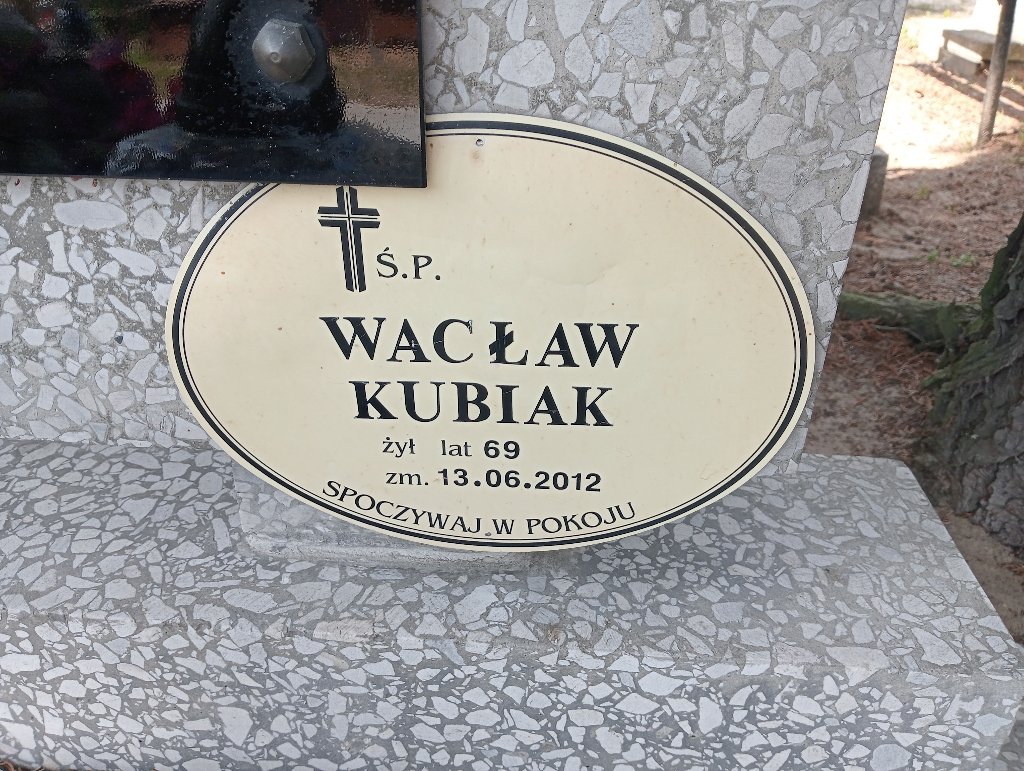 Ś.P.
WACŁAW
KUBIAK
żył lat 69
zm. 13.06.2012
SPOCZYWAJ W POKOJU